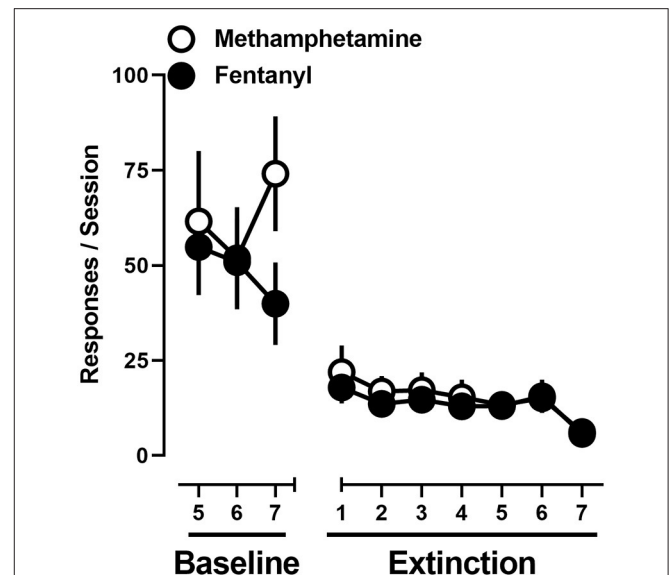 Methamphetamine
Fentanyl
100
75
50
25
0
Responses / Session
5 6 7 1 2 3 4 5 6 7
Baseline Extinction